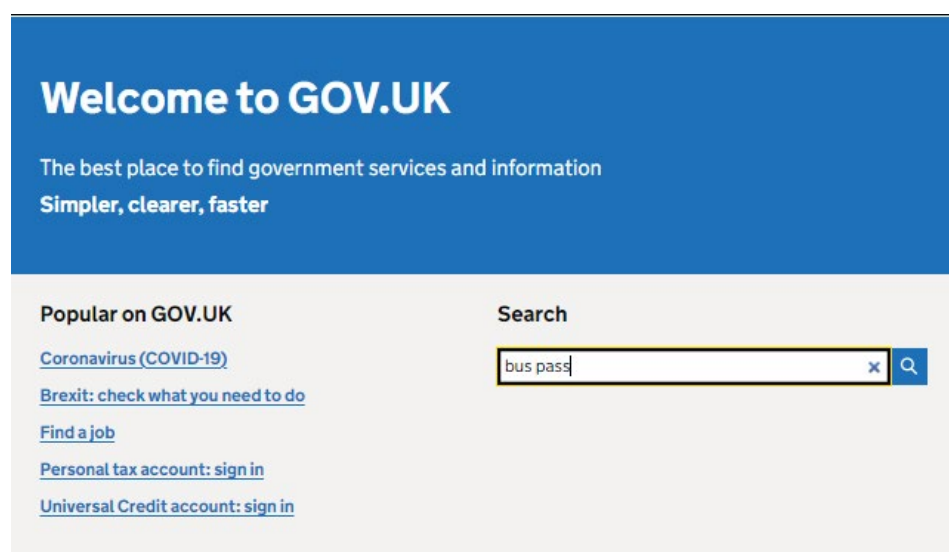 Welcome to GOV.UK
The best place to find government services and information
Simpler, clearer, faster
Popular on GOV.UK
Coronavirus (COVID-19)
Brexit: check what you need to do
Find a job
Personal tax account: sign in
Universal Credit account: sign in
Search
bus pass